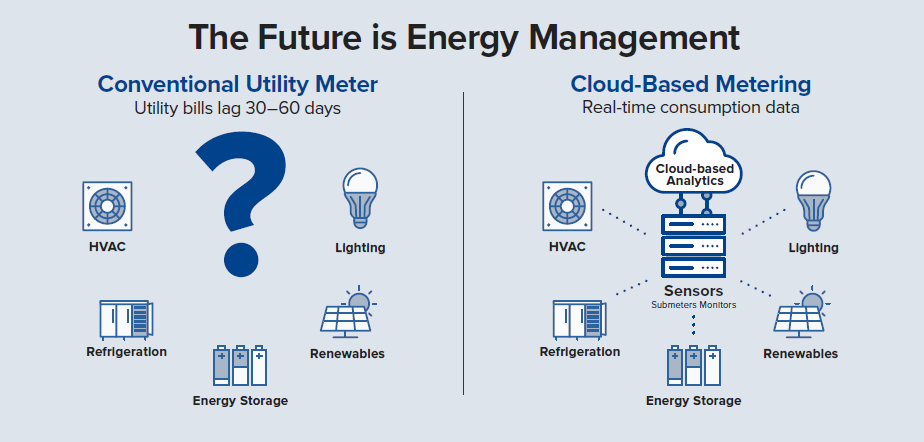 The Future is Energy Management
Conventional Utility Meter
Utility bills lag 30–60 days
HVAC
Lighting
Refrigeration
Renewables
Energy Storage
Cloud-Based Metering
Real-time consumption data
Cloud-based
Analytics
HVAC
Lighting
Sensors
Submeters Monitors
Refrigeration
Renewables
Energy Storage